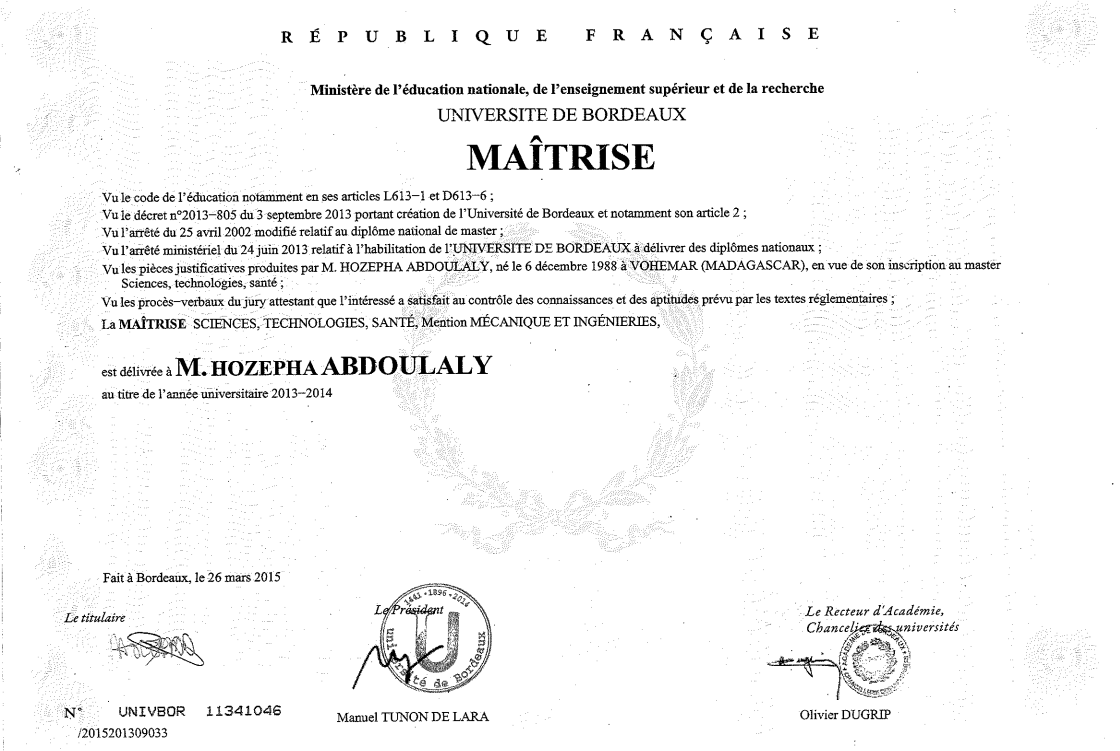 RÉPUBLIQUE FRANÇAISE
Ministère de l'éducation nationale, de l'enseignement supérieur et de la recherche
UNIVERSITE DE BORDEAUX
MAÎTRISE
Vu le code de l'éducation notamment en ses articles L613-1 et D613-6 ;
Vu le décret n°2013-805 du 3 septembre 2013 portant création de l'Université de Bordeaux et notamment son article 2 ;
Vu l'arrêté du 25 avril 2002 modifié relatif au diplôme national de master ;
Vu l'arrêté ministériel du 24 juin 2013 relatif à l'habilitation de l'UNIVERSITE DE BORDEAUX à délivrer des diplômes nationaux ;
Vu les pièces justificatives produites par M. HOZEPHA ABDOULALY, né le 6 décembre 1988 à VOHEMAR (MADAGASCAR), en vue de son inscription au master
Sciences, technologies, santé ;
Vu les procès-verbaux du jury attestant que l'intéressé a satisfait au contrôle des connaissances et des aptitudes prévu par les textes réglementaires ;
La MAÎTRISE SCIENCES, TECHNOLOGIES, SANTÉ, Mention MÉCANIQUE ET INGÉNIERIES,
est délivrée à M. HOZEPHA ABDOULALY
au titre de l'année universitaire 2013-2014
Fait à Bordeaux, le 26 mars 2015
Le titulaire
Le Président
1441 • 1896 • 2014
université de Bordeaux
Le Recteur d'Académie,
Chancelier des universités
N° UNIVBOR 11341046
/2015201309033
Manuel TUNON DE LARA
Olivier DUGRIP